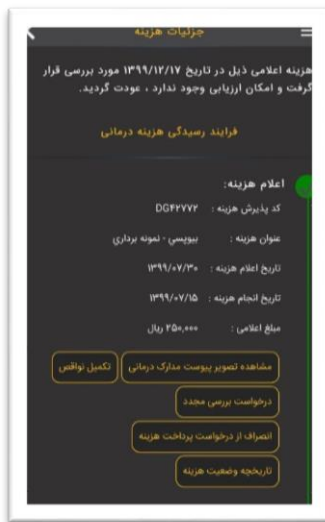 جزئیات هزینه
هزینه اعلامی ذیل در تاریخ ۱۳۹۹/۱۲/۱۷ مورد بررسی قرار
گرفت و امکان ارزیابی وجود ندارد ، عودت گردید.
فرایند رسیدگی هزینه درمانی
اعلام هزینه:
کد پذیرش هزینه : DG۴۲۷۷۲
عنوان هزینه : بیوپسی - نمونه برداری
تاریخ اعلام هزینه : ۱۳۹۹/۰۷/۳۰
تاریخ انجام هزینه : ۱۳۹۹/۰۷/۱۵
مبلغ اعلامی : ۲۵۰,۰۰۰ ریال
مشاهده تصویر پیوست مدارک درمانی تکمیل نواقص
درخواست بررسی مجدد
انصراف از درخواست پرداخت هزینه
تاریخچه وضعیت هزینه